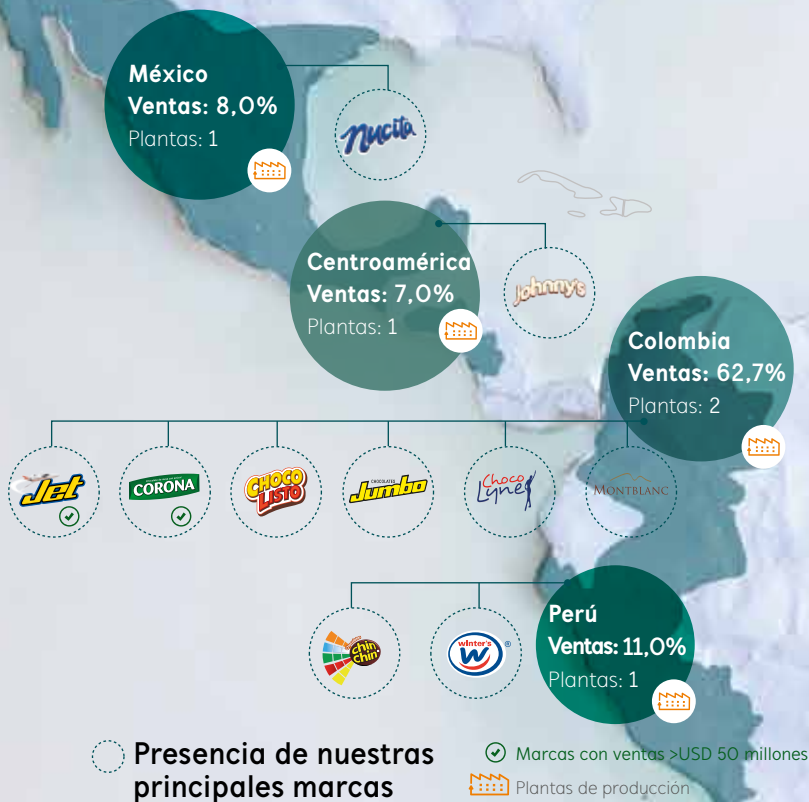 México
Ventas: 8,0%
Plantas: 1
Nucita
Centroamérica
Ventas: 7,0%
Plantas: 1
Johnny's
Colombia
Ventas: 62,7%
Plantas: 2
Jet
CORONA
CHOCO
LISTO
CHOCOLATES
Jumbo
Choco
Lyne
MONTBLANC
chin
chin
winter's
W
®
Perú
Ventas: 11,0%
Plantas: 1
Presencia de nuestras
principales marcas
Marcas con ventas >USD 50 millones
Plantas de producción